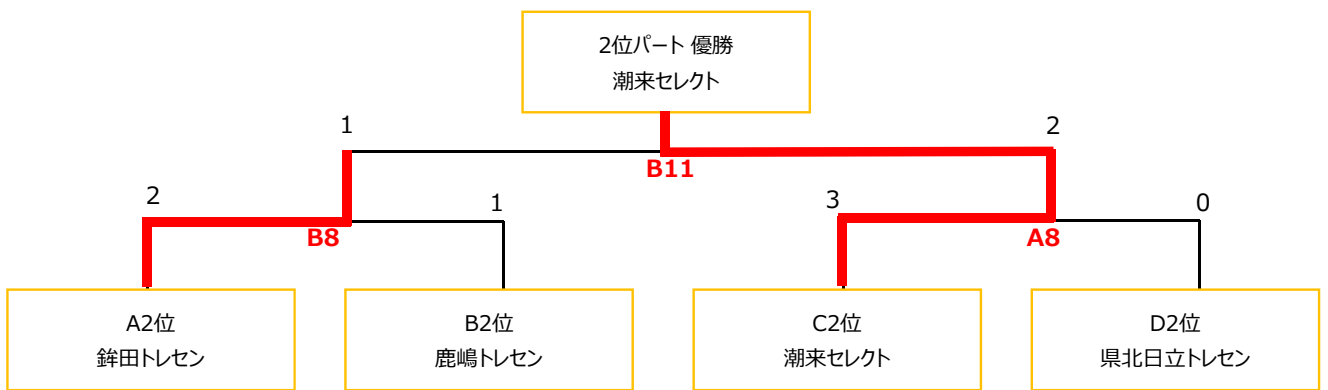 2位パート 優勝
潮来セレクト
1
2
B11
2
1
3
0
B8
A8
A2位
鉾田トレセン
B2位
鹿嶋トレセン
C2位
潮来セレクト
D2位
県北日立トレセン